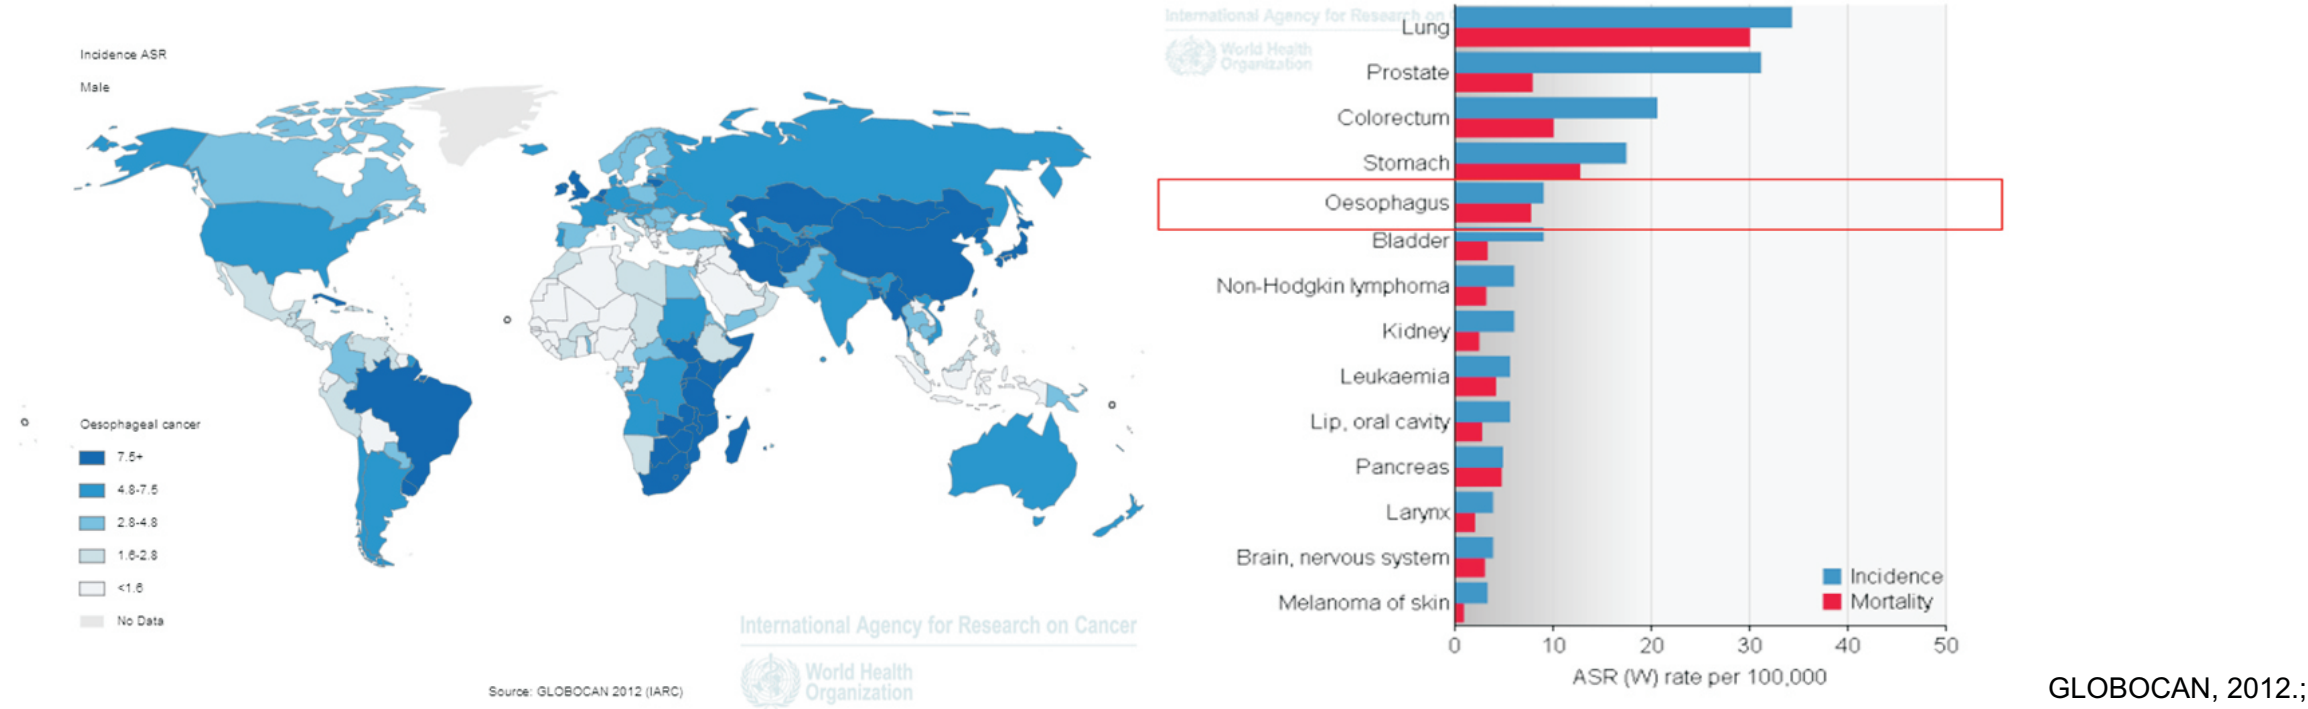 Incidence ASR
Male
Oesophageal cancer
7.5+
4.8-7.5
2.8-4.8
1.6-2.8
<1.6
No Data
Source: GLOBOCAN 2012 (IARC)
International Agency for Research on Cancer
World Health
Organization
International Agency for Research on
World Health
Organization
Lung
Prostate
Colorectum
Stomach
Oesophagus
Bladder
Non-Hodgkin lymphoma
Kidney
Leukaemia
Lip, oral cavity
Pancreas
Larynx
Brain, nervous system
Melanoma of skin
Incidence
Mortality
0 10 20 30 40 50
ASR (W) rate per 100,000
GLOBOCAN, 2012.;